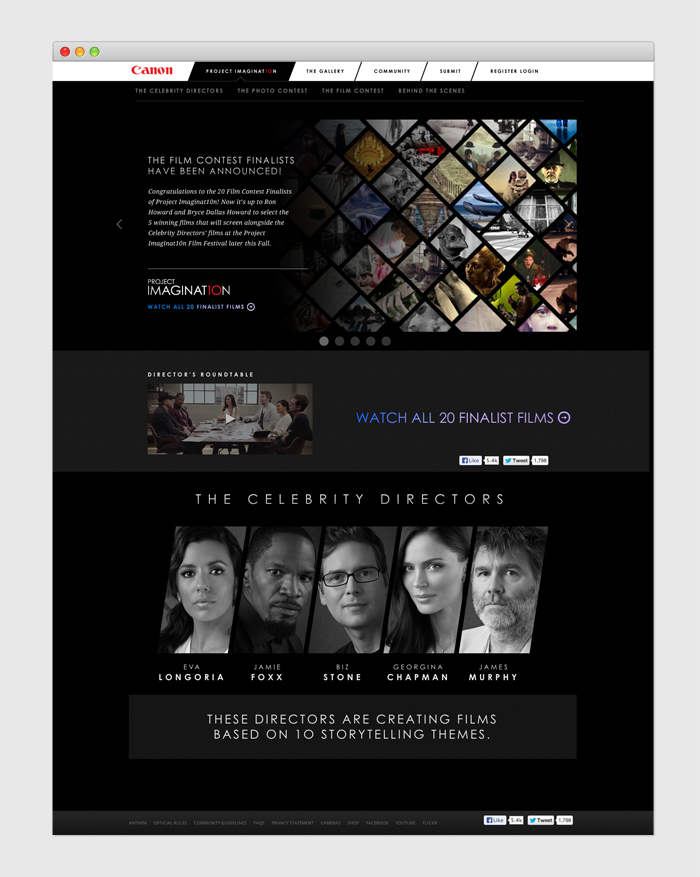 Canon
PROJECT IMAGINAT1ON
THE GALLERY
COMMUNITY
SUBMIT
REGISTER LOGIN
THE CELEBRITY DIRECTORS
THE PHOTO CONTEST
THE FILM CONTEST
BEHIND THE SCENES
THE FILM CONTEST FINALISTS
HAVE BEEN ANNOUNCED!
Congratulations to the 20 Film Contest Finalists
of Project Imaginat10n! Now it's up to Ron
Howard and Bryce Dallas Howard to select the
5 winning films that will screen alongside the
Celebrity Directors' films at the Project
Imaginat10n Film Festival later this Fall.
PROJECT
IMAGINAT1ON
WATCH ALL 20 FINALIST FILMS
DIRECTOR'S ROUNDTABLE
WATCH ALL 20 FINALIST FILMS
Like 5.4k Tweet 1,798
THE CELEBRITY DIRECTORS
EVA
LONGORIA
JAMIE
FOXX
BIZ
STONE
GEORGINA
CHAPMAN
JAMES
MURPHY
THESE DIRECTORS ARE CREATING FILMS
BASED ON 10 STORYTELLING THEMES.
ANTHEM OFFICIAL RULES COMMUNITY GUIDELINES FAQS PRIVACY STATEMENT CAMERAS SHOP FACEBOOK YOUTUBE FLICKR
Like 5.4k Tweet 1,798